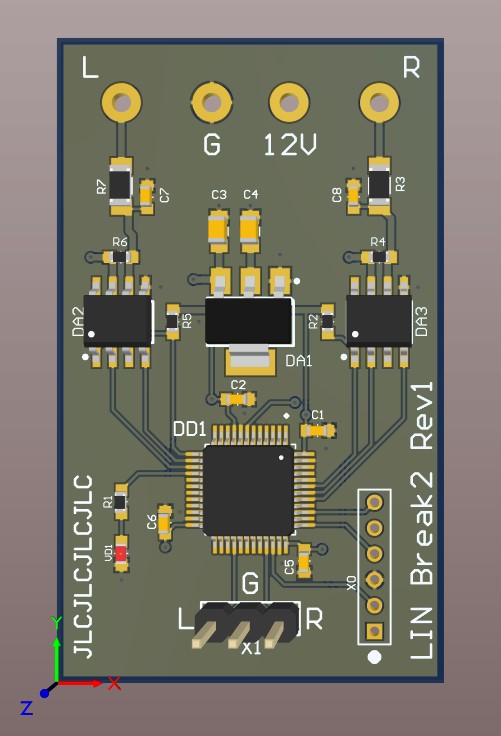 L R
G 12V
R7 C7 C3 C4 C8 R3
R6 R4
DA2 R5 R2 DA3
DA1
C2
DD1 C1
R1 C6
VD1 C5
X0
JLCJLCJLCJLC
LIN Break2 Rev1
G
L R
X1
Y
X
Z